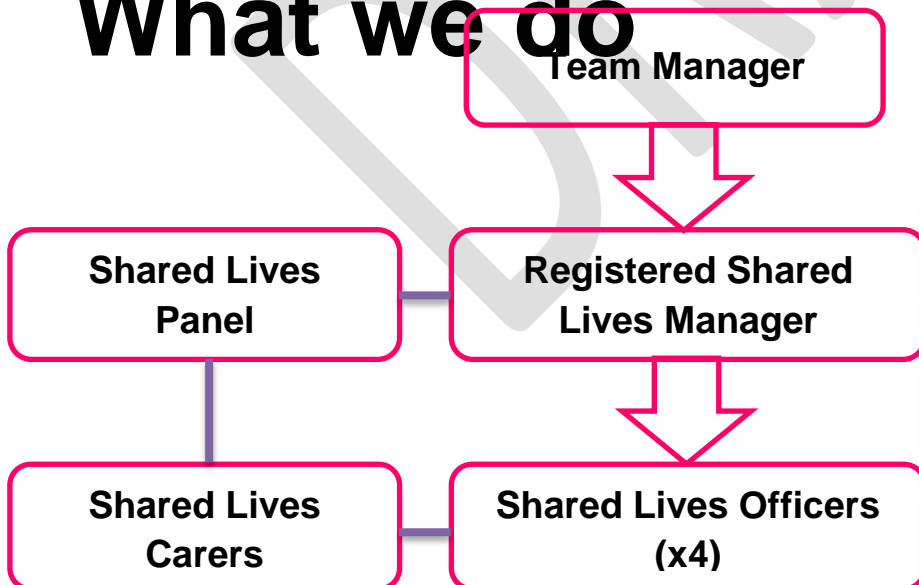 What we do
Team Manager
Shared Lives
Panel
Registered Shared
Lives Manager
Shared Lives
Carers
Shared Lives Officers
(x4)